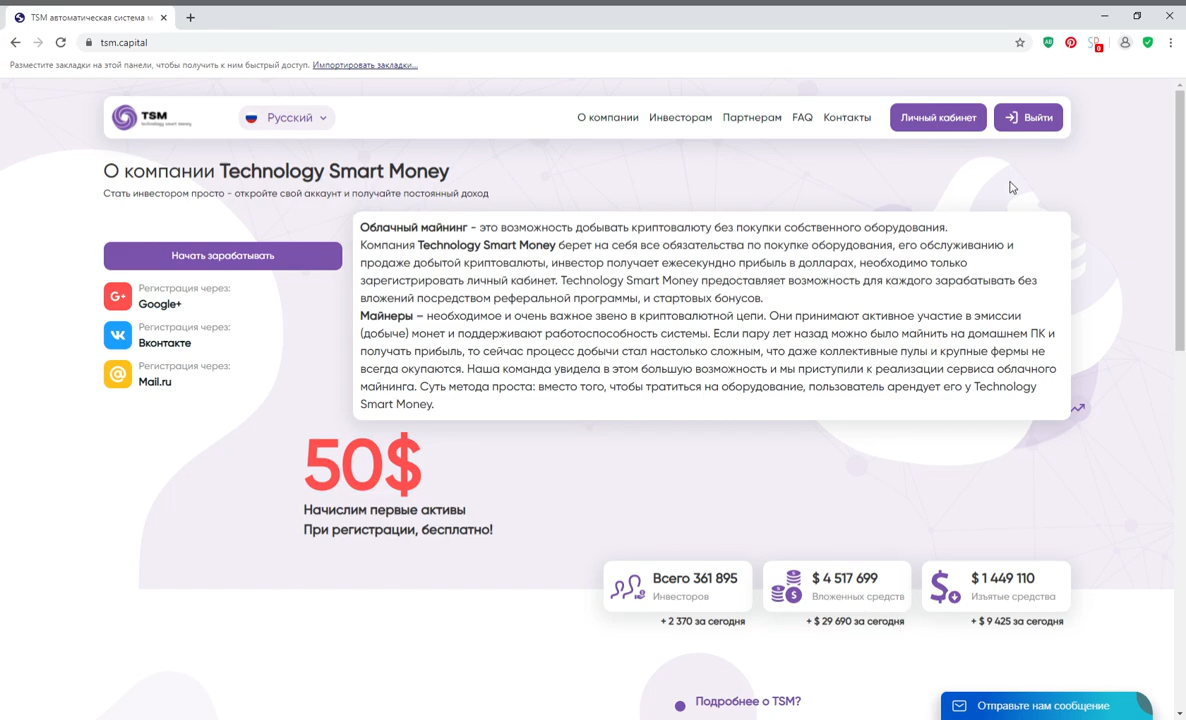 TSM автоматическая система м
tsm.capital
Разместите закладки на этой панели, чтобы получить к ним быстрый доступ. Импортировать закладки...
TSM
technology smart money
Русский
О компании
Инвесторам
Партнерам
FAQ
Контакты
Личный кабинет
Выйти
О компании Technology Smart Money
Стать инвестором просто - откройте свой аккаунт и получайте постоянный доход
Начать зарабатывать
G+
Регистрация через:
Google+
Регистрация через:
Вконтакте
@
Регистрация через:
Mail.ru
Облачный майнинг - это возможность добывать криптовалюту без покупки собственного оборудования.
Компания Technology Smart Money берет на себя все обязательства по покупке оборудования, его обслуживанию и
продаже добытой криптовалюты, инвестор получает ежесекундно прибыль в долларах, необходимо только
зарегистрировать личный кабинет. Technology Smart Money предоставляет возможность для каждого зарабатывать без
вложений посредством реферальной программы, и стартовых бонусов.
Майнеры – необходимое и очень важное звено в криптовалютной цепи. Они принимают активное участие в эмиссии
(добыче) монет и поддерживают работоспособность системы. Если пару лет назад можно было майнить на домашнем ПК и
получать прибыль, то сейчас процесс добычи стал настолько сложным, что даже коллективные пулы и крупные фермы не
всегда окупаются. Наша команда увидела в этом большую возможность и мы приступили к реализации сервиса облачного
майнинга. Суть метода проста: вместо того, чтобы тратиться на оборудование, пользователь арендует его у Technology
Smart Money.
50$
Начислим первые активы
При регистрации, бесплатно!
Всего 361 895
Инвесторов
+ 2 370 за сегодня
$ 4 517 699
Вложенных средств
+ $ 29 690 за сегодня
$ 1 449 110
Изъятые средства
+ $ 9 425 за сегодня
Подробнее о TSM?
Отправьте нам сообщение